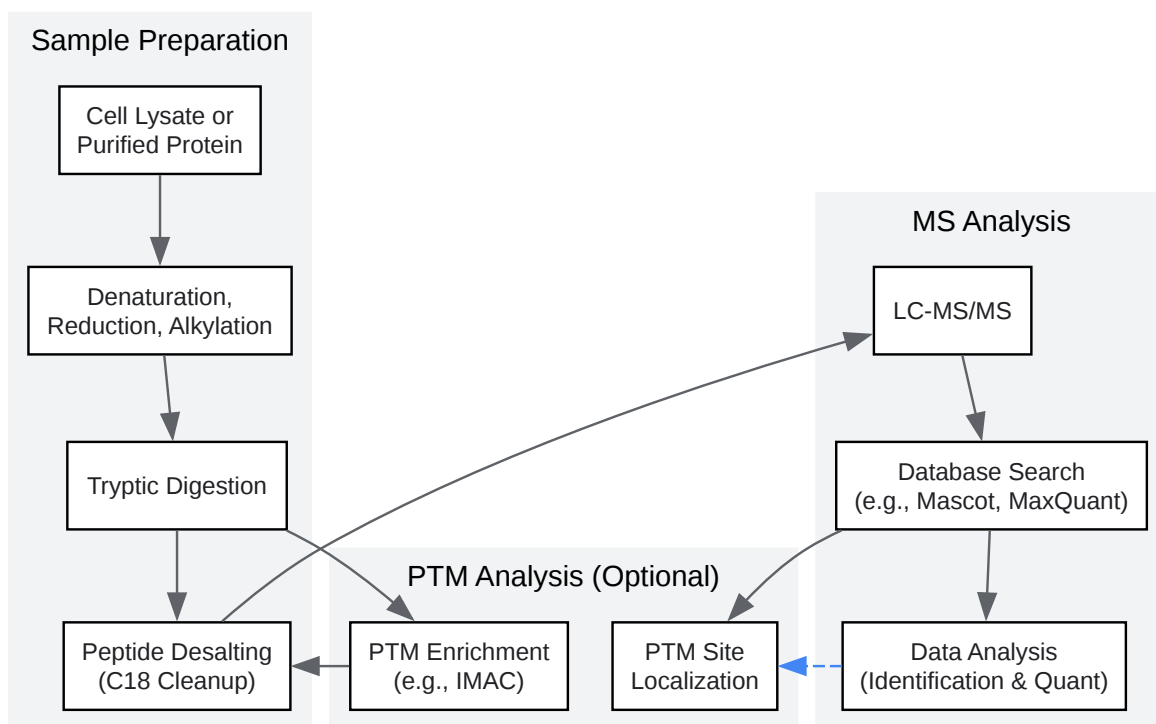 Sample Preparation
Cell Lysate or
Purified Protein
Denaturation,
Reduction, Alkylation
Tryptic Digestion
Peptide Desalting
(C18 Cleanup)
PTM Analysis (Optional)
PTM Enrichment
(e.g., IMAC)
PTM Site
Localization
MS Analysis
LC-MS/MS
Database Search
(e.g., Mascot, MaxQuant)
Data Analysis
(Identification & Quant)